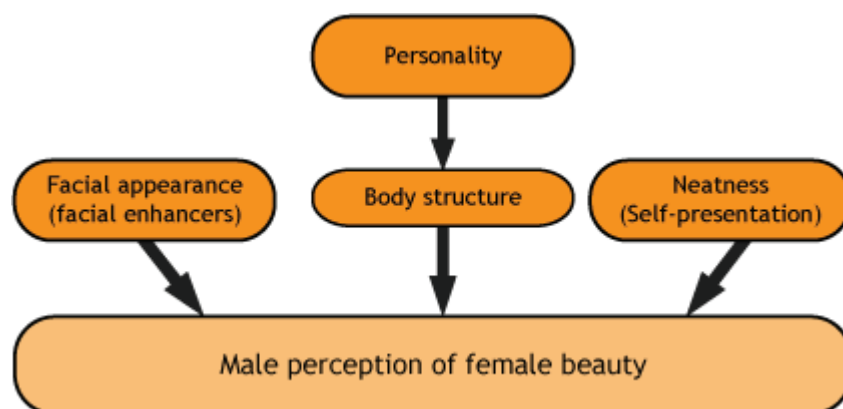 Personality
Facial appearance
(facial enhancers)
Body structure
Neatness
(Self-presentation)
Male perception of female beauty